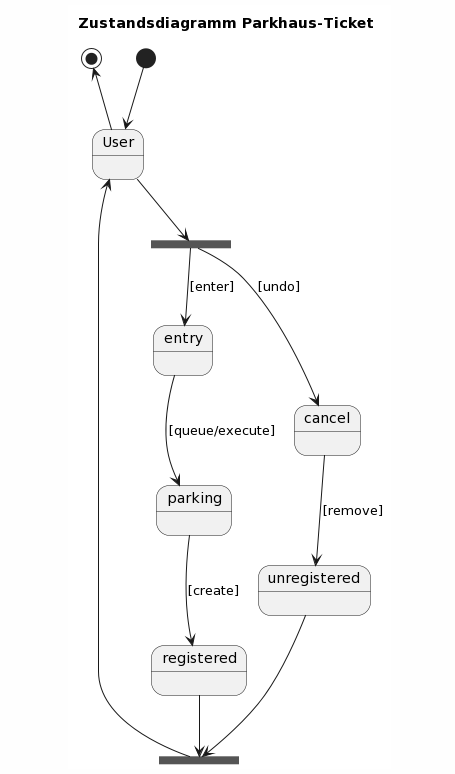 Zustandsdiagramm Parkhaus-Ticket
User
[enter]
[undo]
entry
cancel
[queue/execute]
parking
[remove]
unregistered
[create]
registered